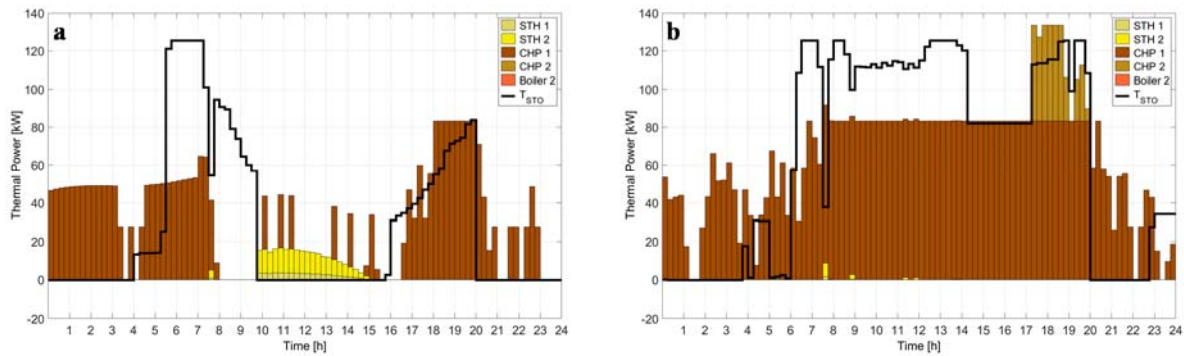 a
140
120
100
80
60
40
20
0
-20
Thermal Power [kW]
1 2 3 4 5 6 7 8 9 10 11 12 13 14 15 16 17 18 19 20 21 22 23 24
Time [h]
STH 1
STH 2
CHP 1
CHP 2
Boiler 2
T_STO
b
140
120
100
80
60
40
20
0
-20
Thermal Power [kW]
1 2 3 4 5 6 7 8 9 10 11 12 13 14 15 16 17 18 19 20 21 22 23 24
Time [h]
STH 1
STH 2
CHP 1
CHP 2
Boiler 2
T_STO